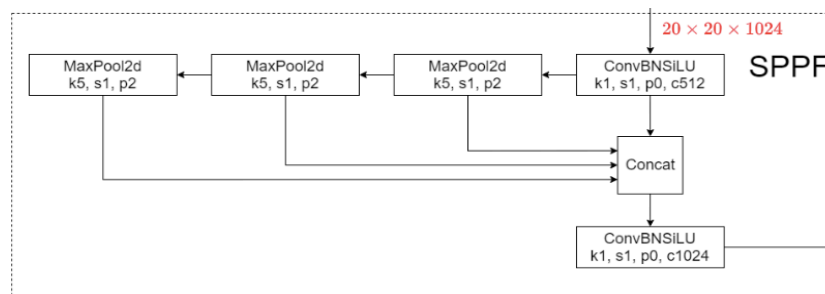 20 × 20 × 1024
MaxPool2d
k5, s1, p2
MaxPool2d
k5, s1, p2
MaxPool2d
k5, s1, p2
ConvBNSiLU
k1, s1, p0, c512
SPPF
Concat
ConvBNSiLU
k1, s1, p0, c1024